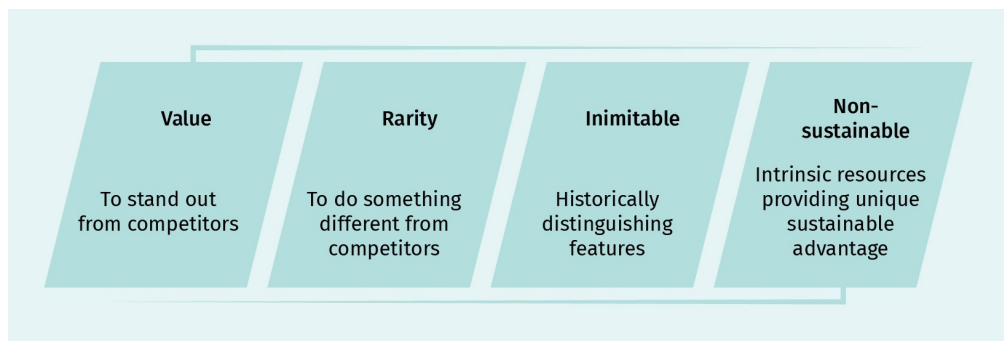 Value
To stand out
from competitors
Rarity
To do something
different from
competitors
Inimitable
Historically
distinguishing
features
Non-
sustainable
Intrinsic resources
providing unique
sustainable
advantage